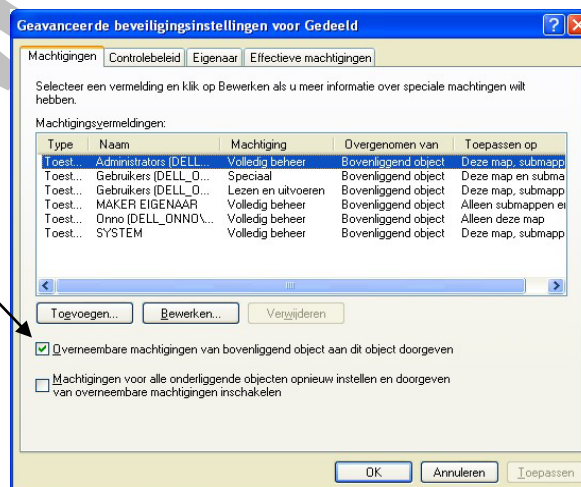 Geavanceerde beveiligingsinstellingen voor Gedeeld
Machtigingen Controlebeleid Eigenaar Effectieve machtigingen
Selecteer een vermelding en klik op Bewerken als u meer informatie over speciale machtingen wilt
hebben.
Machtigingsvermeldingen:
Type Naam Machtiging Overgenomen van Toepassen op
Toest... Administrators (DELL... Volledig beheer Bovenliggend object Deze map, submapp
Toest... Gebruikers (DELL_O... Speciaal Bovenliggend object Deze map en subma
Toest... Gebruikers (DELL_O... Lezen en uitvoeren Bovenliggend object Deze map, submapp
Toest... MAKER EIGENAAR Volledig beheer Bovenliggend object Alleen submappen en
Toest... Onno (DELL_ONNO\... Volledig beheer Bovenliggend object Alleen deze map
Toest... SYSTEM Volledig beheer Bovenliggend object Deze map, submapp
Toevoegen... Bewerken... Verwijderen
Overneembare machtigingen van bovenliggend object aan dit object doorgeven
Machtigingen voor alle onderliggende objecten opnieuw instellen en doorgeven
van overneembare machtigingen inschakelen
OK Annuleren Toepassen